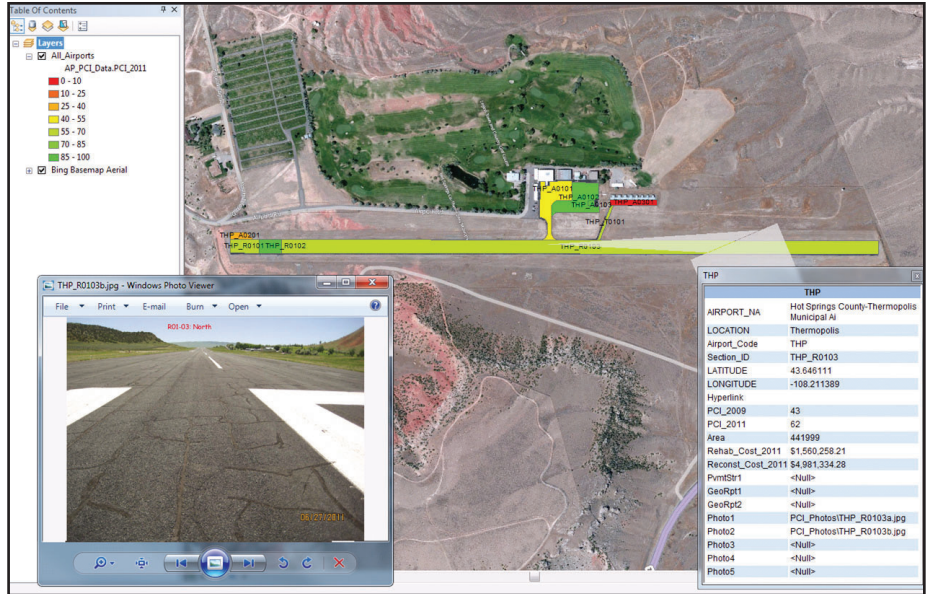 Table Of Contents
Layers
All_Airports
AP_PCI_Data.PCI_2011
0 - 10
10 - 25
25 - 40
40 - 55
55 - 70
70 - 85
85 - 100
Bing Basemap Aerial
THP_A0101
THP_A0102
THP_A0103
THP_A0301
THP_T0101
THP_A0201
THP_R0101
THP_R0102
THP_R0103
THP_R0103b.jpg - Windows Photo Viewer
File Print E-mail Burn Open
R01-03: North
06/27/2011
THP
THP
AIRPORT_NA Hot Springs County-Thermopolis Municipal Ai
LOCATION Thermopolis
Airport_Code THP
Section_ID THP_R0103
LATITUDE 43.646111
LONGITUDE -108.211389
Hyperlink
PCI_2009 43
PCI_2011 62
Area 441999
Rehab_Cost_2011 $1,560,258.21
Reconst_Cost_2011 $4,981,334.28
PvmtStr1 <Null>
GeoRpt1 <Null>
GeoRpt2 <Null>
Photo1 PCI_Photos\THP_R0103a.jpg
Photo2 PCI_Photos\THP_R0103b.jpg
Photo3 <Null>
Photo4 <Null>
Photo5 <Null>